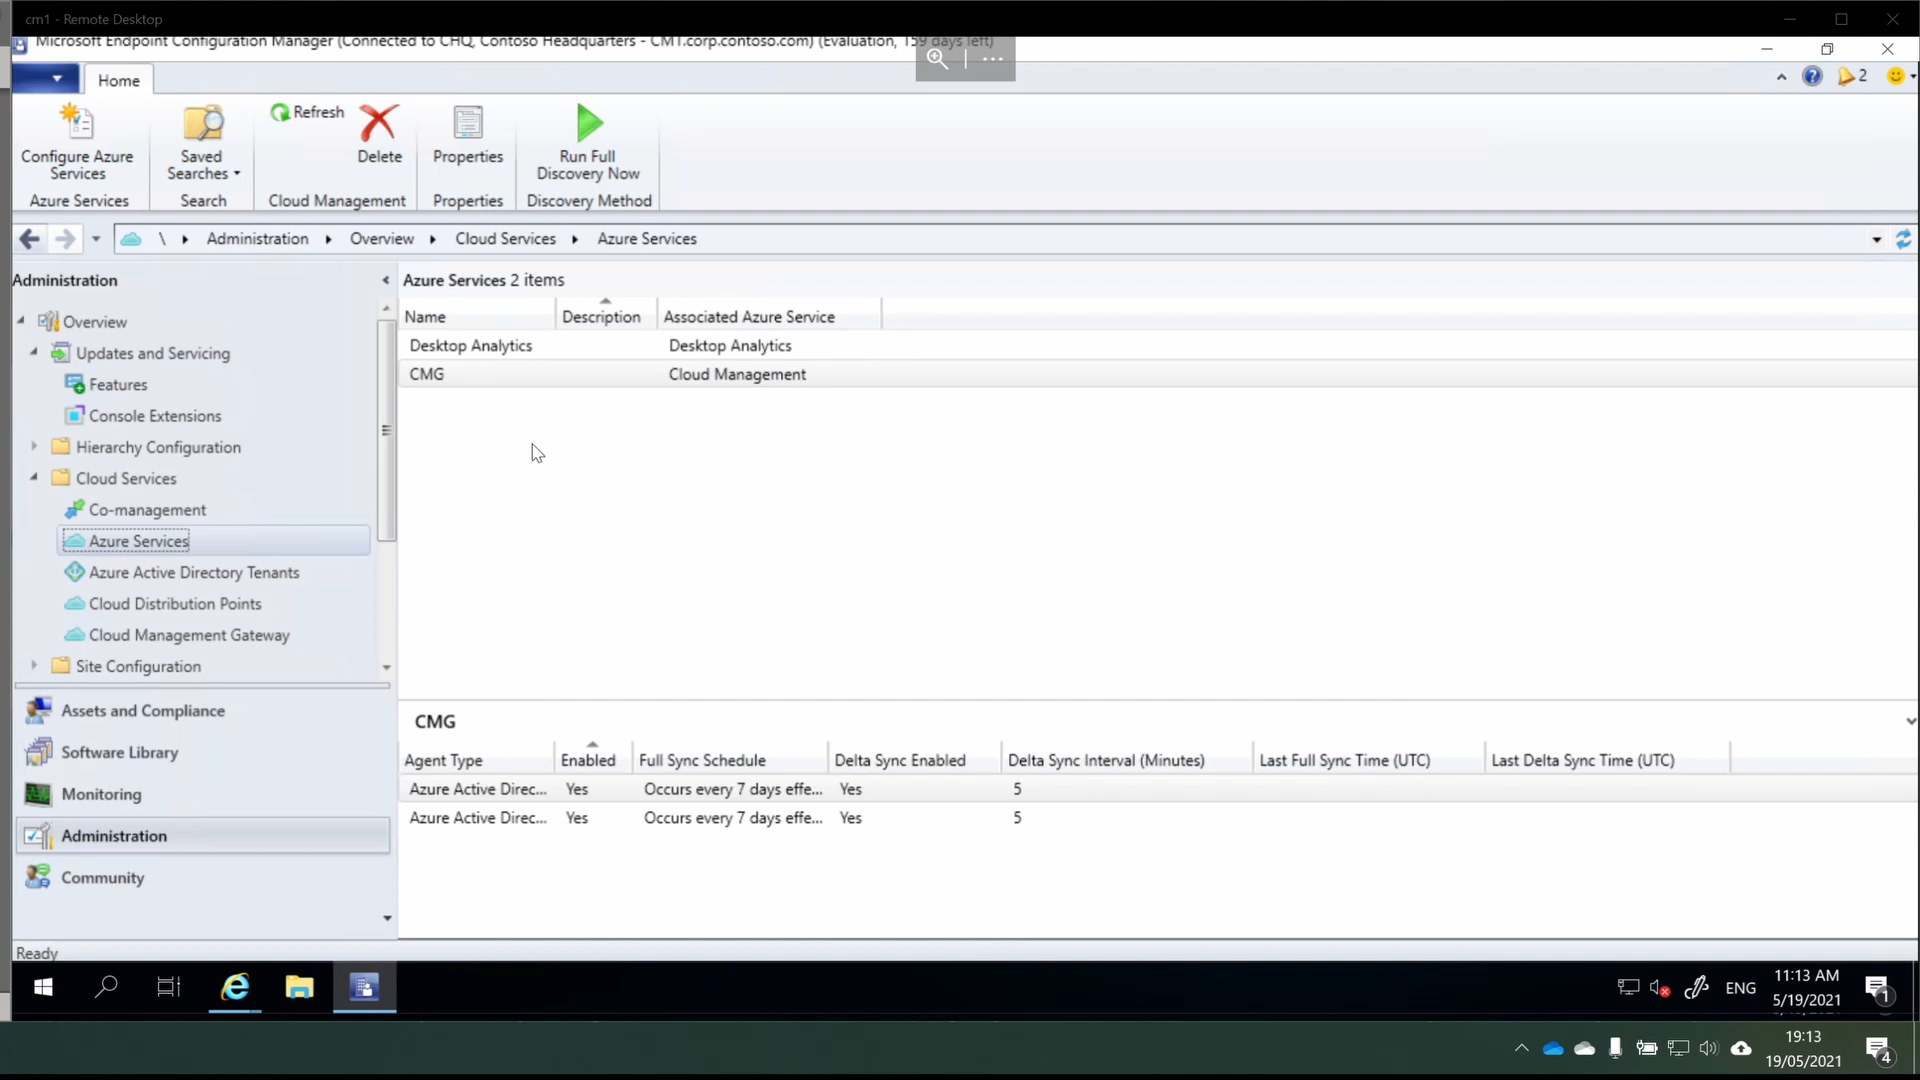 cm1 - Remote Desktop
Microsoft Endpoint Configuration Manager (Connected to CHQ, Contoso Headquarters - CM1.corp.contoso.com) (Evaluation, 159 days left)
Home
2
Configure Azure Services
Saved Searches
Refresh
Delete
Properties
Run Full Discovery Now
Azure Services
Search
Cloud Management
Properties
Discovery Method
\ Administration Overview Cloud Services Azure Services
Administration
Overview
Updates and Servicing
Features
Console Extensions
Hierarchy Configuration
Cloud Services
Co-management
Azure Services
Azure Active Directory Tenants
Cloud Distribution Points
Cloud Management Gateway
Site Configuration
Assets and Compliance
Software Library
Monitoring
Administration
Community
Azure Services 2 items
Name Description Associated Azure Service
Desktop Analytics Desktop Analytics
CMG Cloud Management
CMG
Agent Type Enabled Full Sync Schedule Delta Sync Enabled Delta Sync Interval (Minutes) Last Full Sync Time (UTC) Last Delta Sync Time (UTC)
Azure Active Direc... Yes Occurs every 7 days effe... Yes 5
Azure Active Direc... Yes Occurs every 7 days effe... Yes 5
Ready
ENG
11:13 AM
5/19/2021
1
19:13
19/05/2021
4